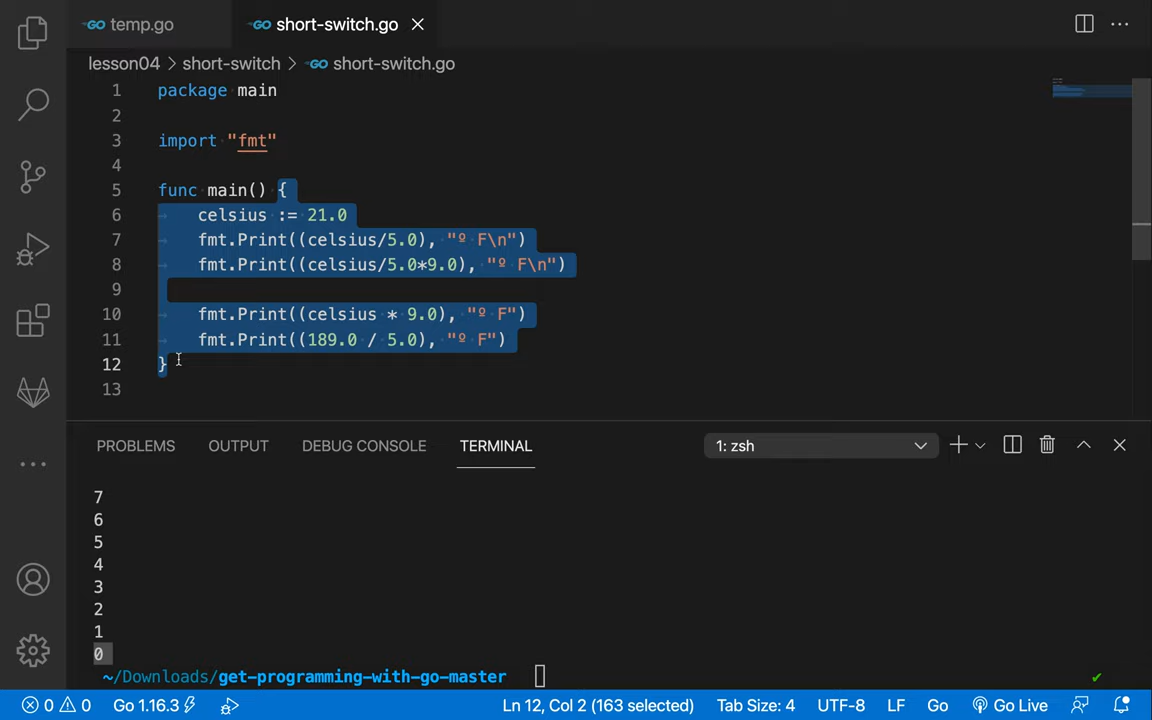 temp.go short-switch.go
lesson04 > short-switch > short-switch.go
1 package main
2
3 import "fmt"
4
5 func main() {
6 celsius := 21.0
7 fmt.Print((celsius/5.0), "º F\n")
8 fmt.Print((celsius/5.0*9.0), "º F\n")
9
10 fmt.Print((celsius * 9.0), "º F")
11 fmt.Print((189.0 / 5.0), "º F")
12 }
13
PROBLEMS OUTPUT DEBUG CONSOLE TERMINAL 1: zsh
7
6
5
4
3
2
1
0
~/Downloads/get-programming-with-go-master
0 0 Go 1.16.3 Ln 12, Col 2 (163 selected) Tab Size: 4 UTF-8 LF Go Go Live